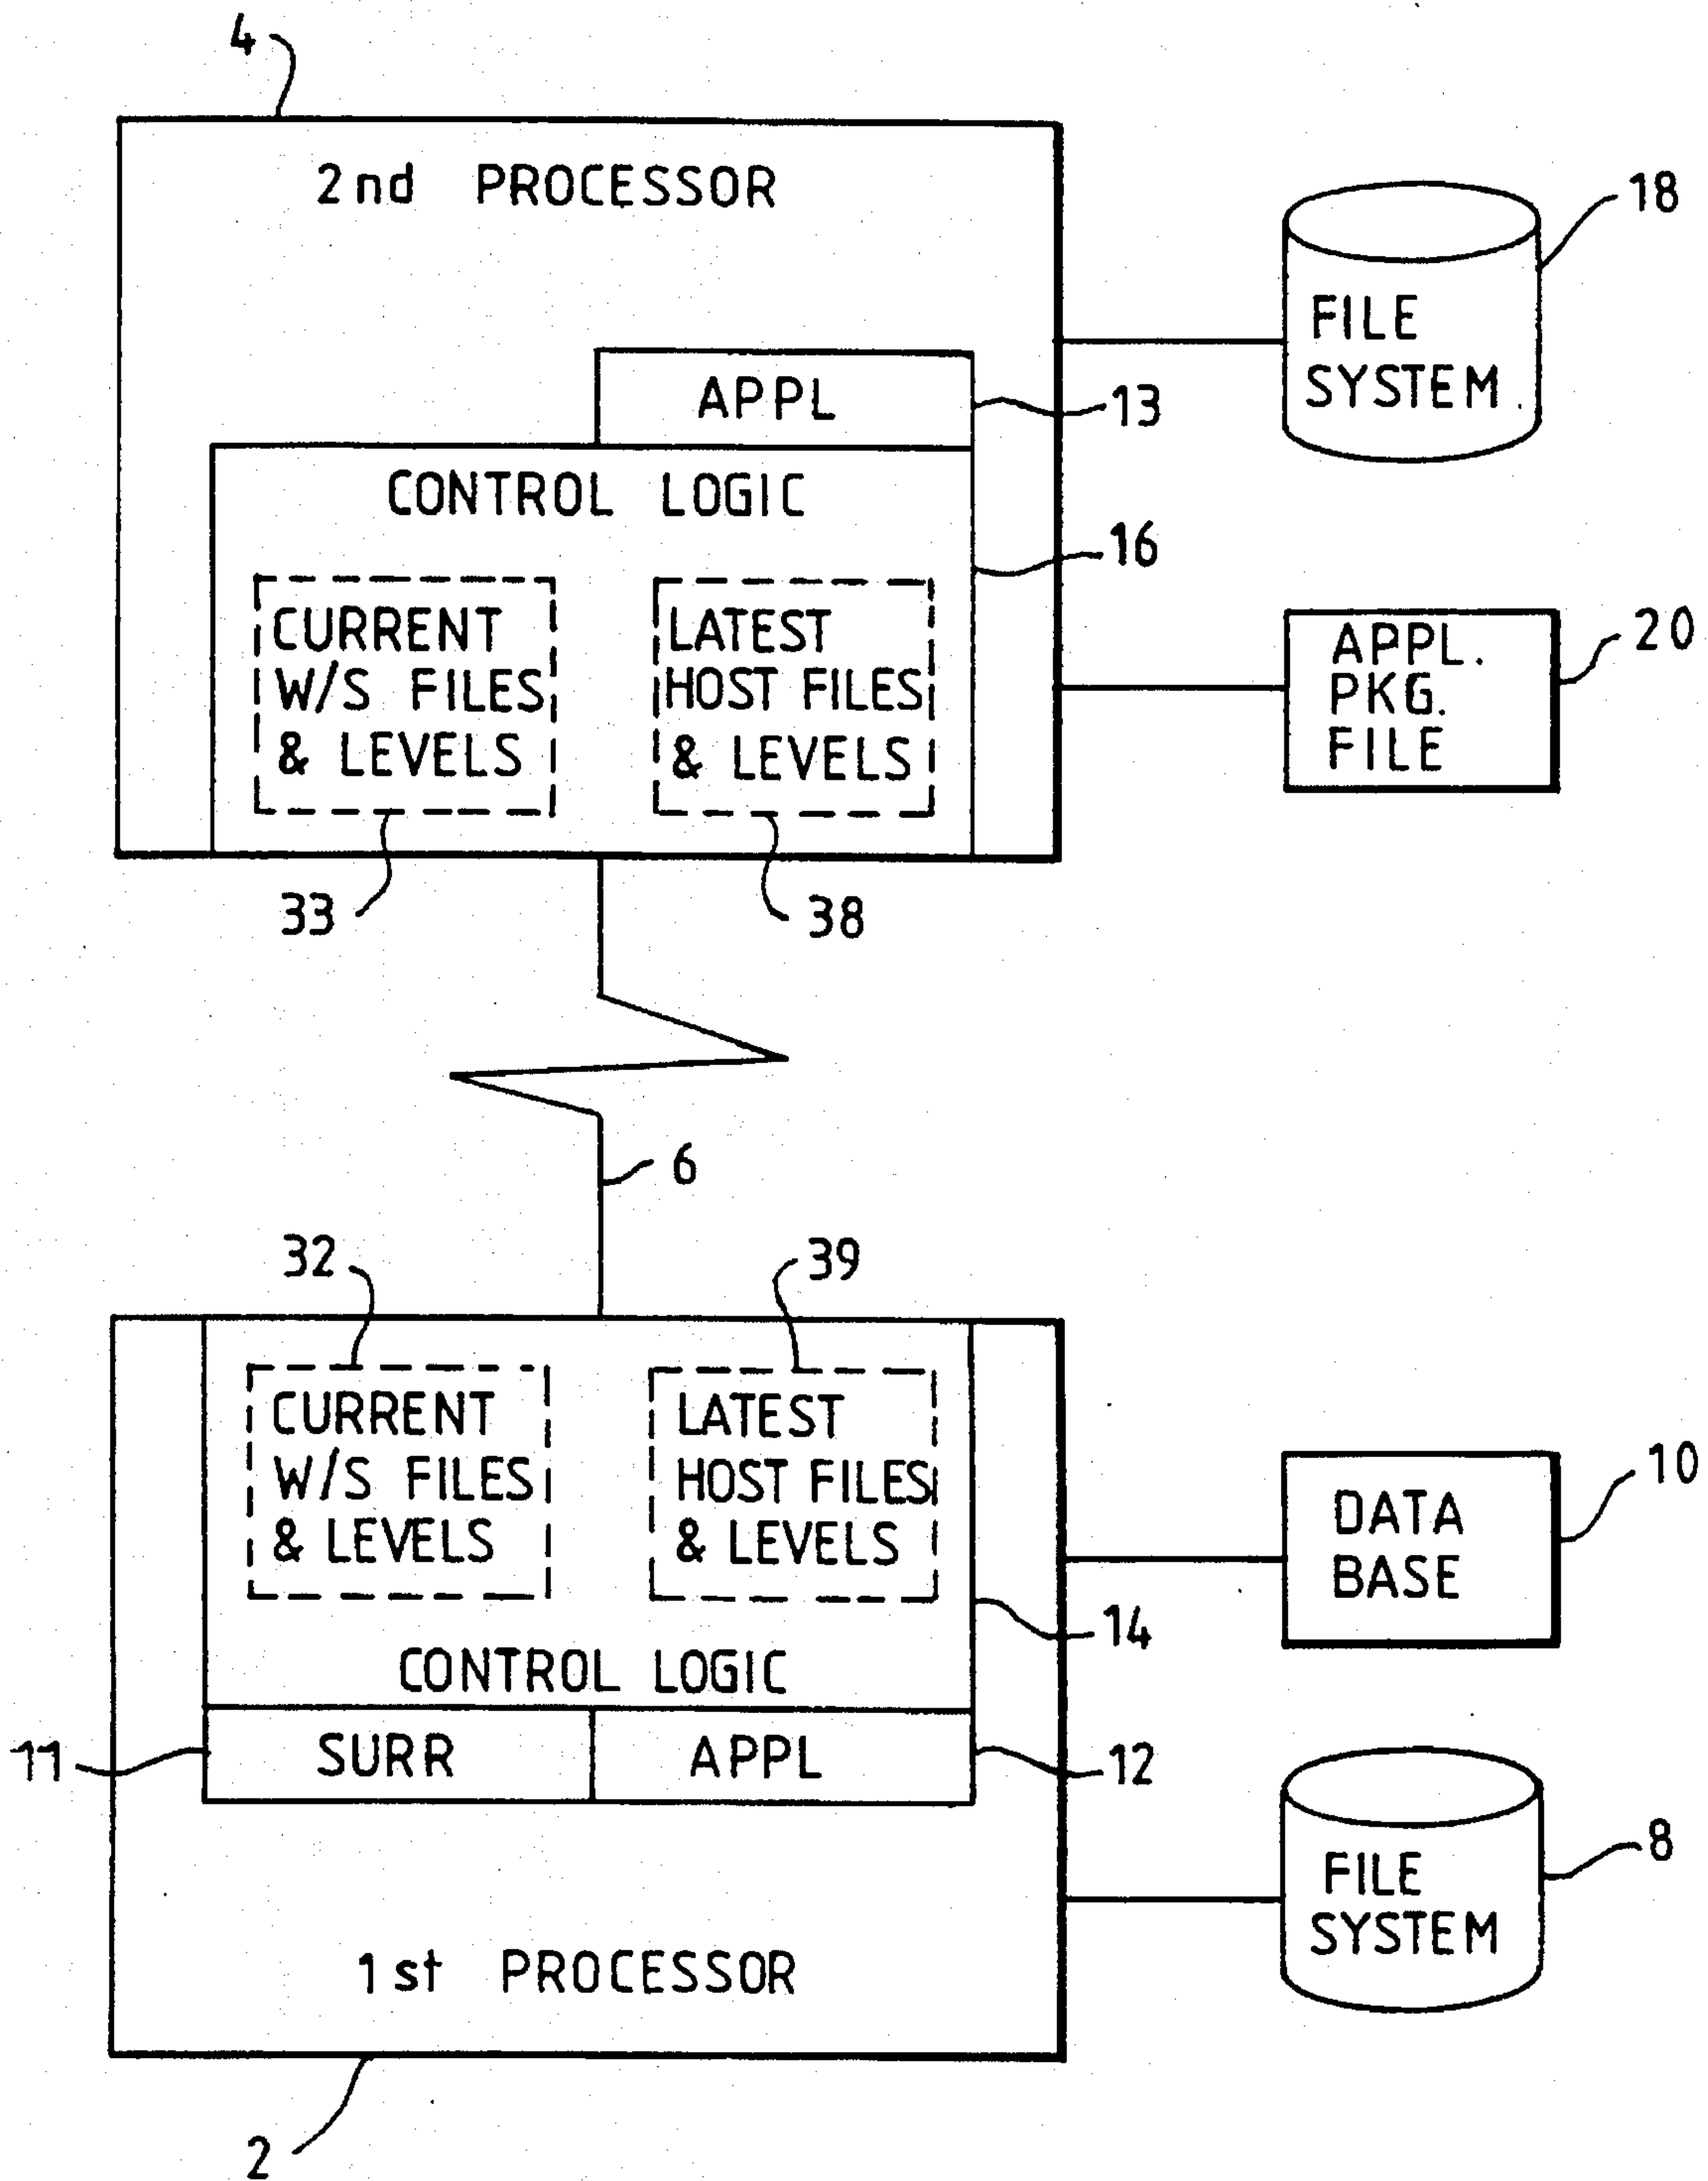 4
2nd PROCESSOR
18
FILE
SYSTEM
APPL
13
CONTROL LOGIC
16
CURRENT
W/S FILES
& LEVELS
LATEST
HOST FILES
& LEVELS
APPL.
PKG.
FILE
20
33
38
6
32
39
CURRENT
W/S FILES
& LEVELS
LATEST
HOST FILES
& LEVELS
DATA
BASE
10
14
CONTROL LOGIC
11
SURR
APPL
12
FILE
SYSTEM
8
1st PROCESSOR
2